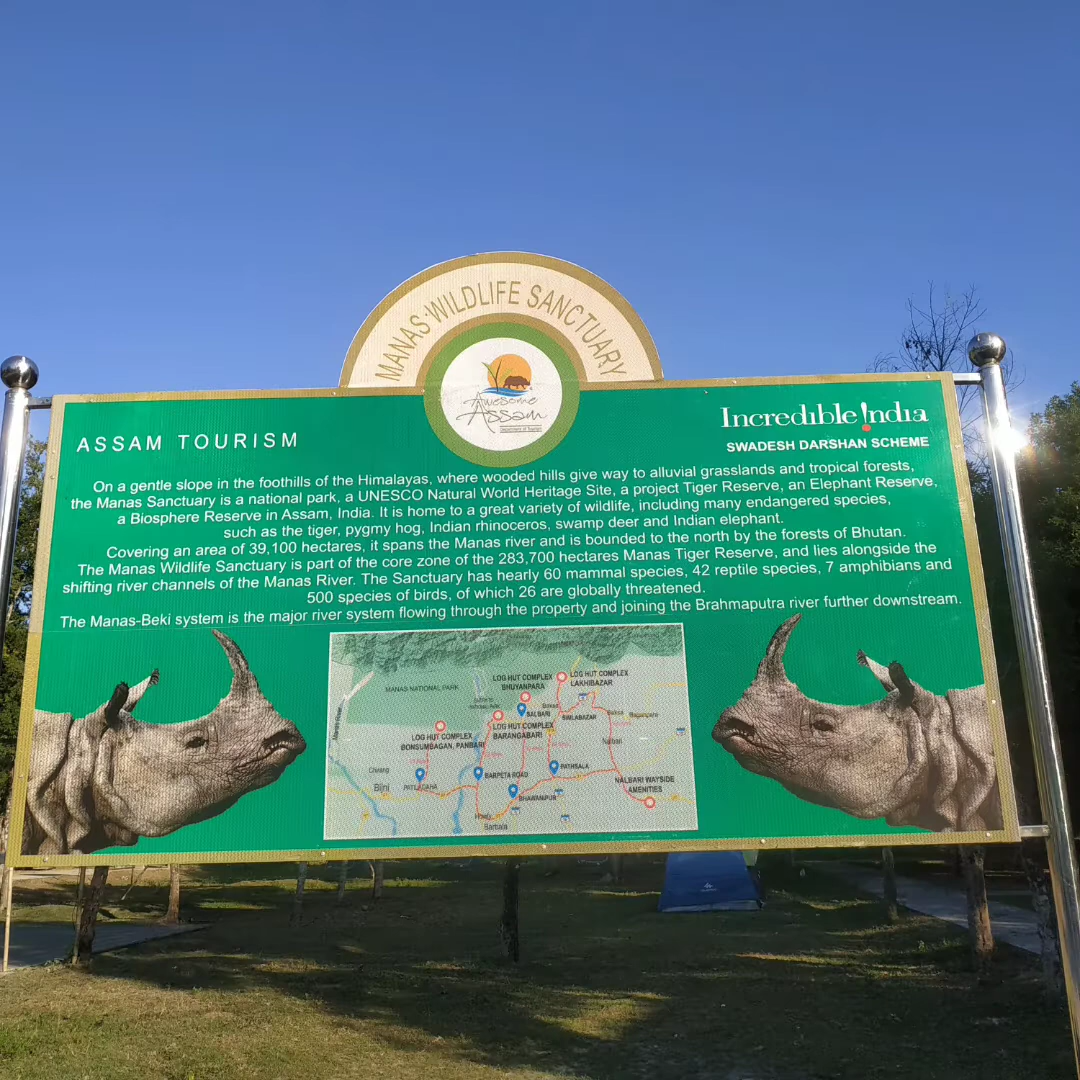 MANAS WILDLIFE SANCTUARY
Awesome
Assam
ASSAM TOURISM
Incredible !ndia
SWADESH DARSHAN SCHEME
On a gentle slope in the foothills of the Himalayas, where wooded hills give way to alluvial grasslands and tropical forests,
the Manas Sanctuary is a national park, a UNESCO Natural World Heritage Site, a project Tiger Reserve, an Elephant Reserve,
a Biosphere Reserve in Assam, India. It is home to a great variety of wildlife, including many endangered species,
such as the tiger, pygmy hog, Indian rhinoceros, swamp deer and Indian elephant.
Covering an area of 39,100 hectares, it spans the Manas river and is bounded to the north by the forests of Bhutan.
The Manas Wildlife Sanctuary is part of the core zone of the 283,700 hectares Manas Tiger Reserve, and lies alongside the
shifting river channels of the Manas River. The Sanctuary has hearly 60 mammal species, 42 reptile species, 7 amphibians and
500 species of birds, of which 26 are globally threatened.
The Manas-Beki system is the major river system flowing through the property and joining the Brahmaputra river further downstream.
MANAS NATIONAL PARK
LOG HUT COMPLEX
BHUYANPARA
LOG HUT COMPLEX
LAKHIBAZAR
SALBARI
SIMLABAZAR
Baksa
LOG HUT COMPLEX
BARANGABARI
LOG HUT COMPLEX
BONSUMBAGAN, PANBARI
Nalbari
Bijni
PATLADAHA
BARPETA ROAD
PATHSALA
BHAWANIPUR
NALBARI WAYSIDE
AMENITIES
Howly
Barpeta